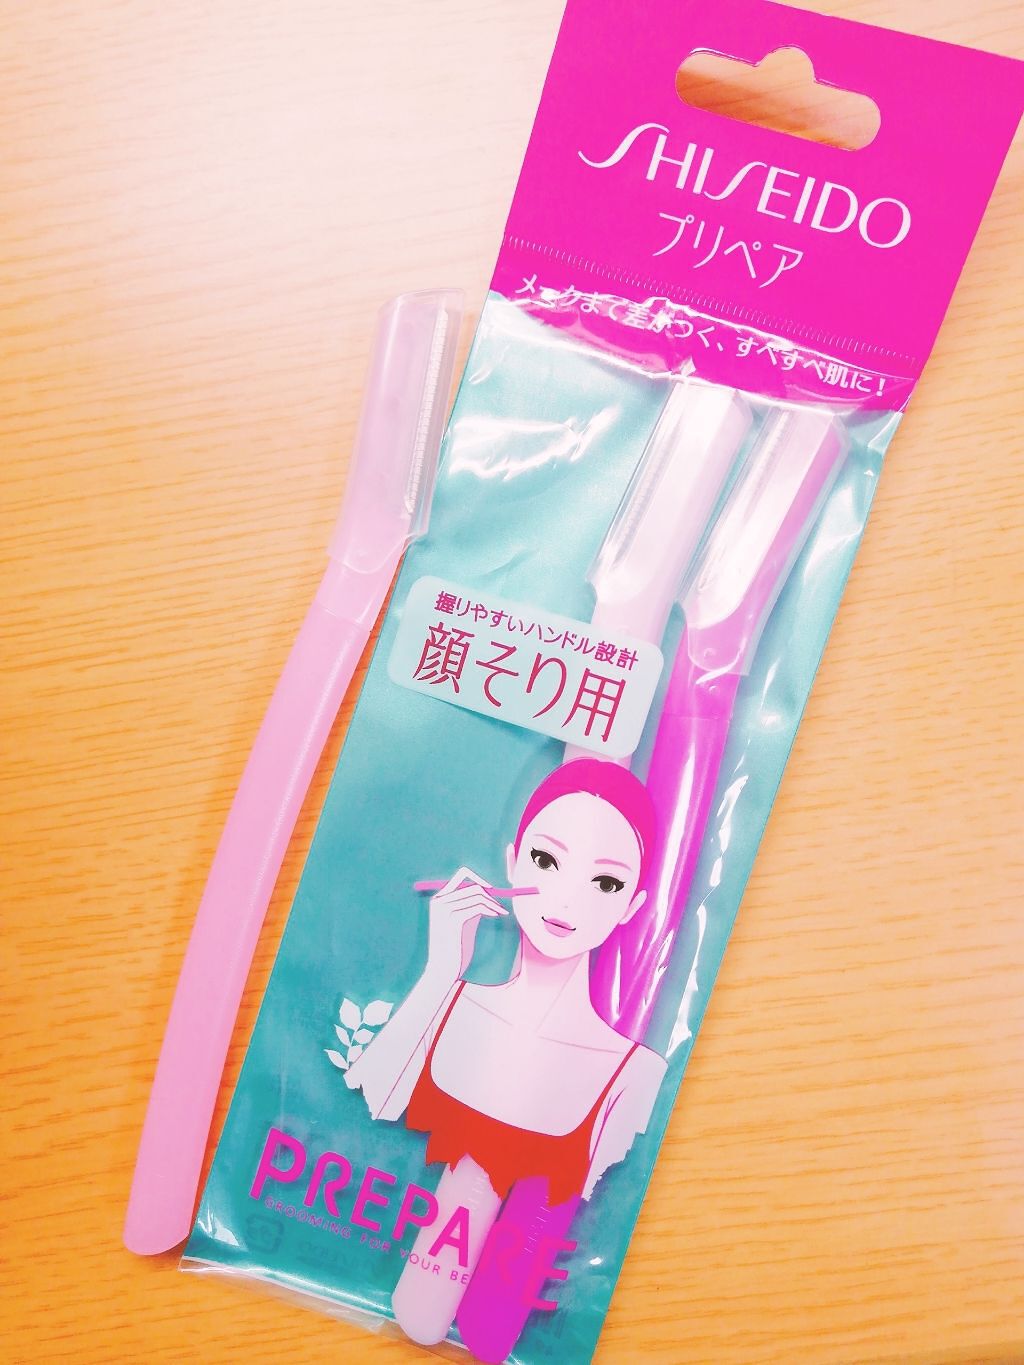 SHISEIDO
プリペア
メークまで差がつく、すべすべ肌に!
握りやすいハンドル設計
顔そり用
PREPARE
GROOMING FOR YOUR BE